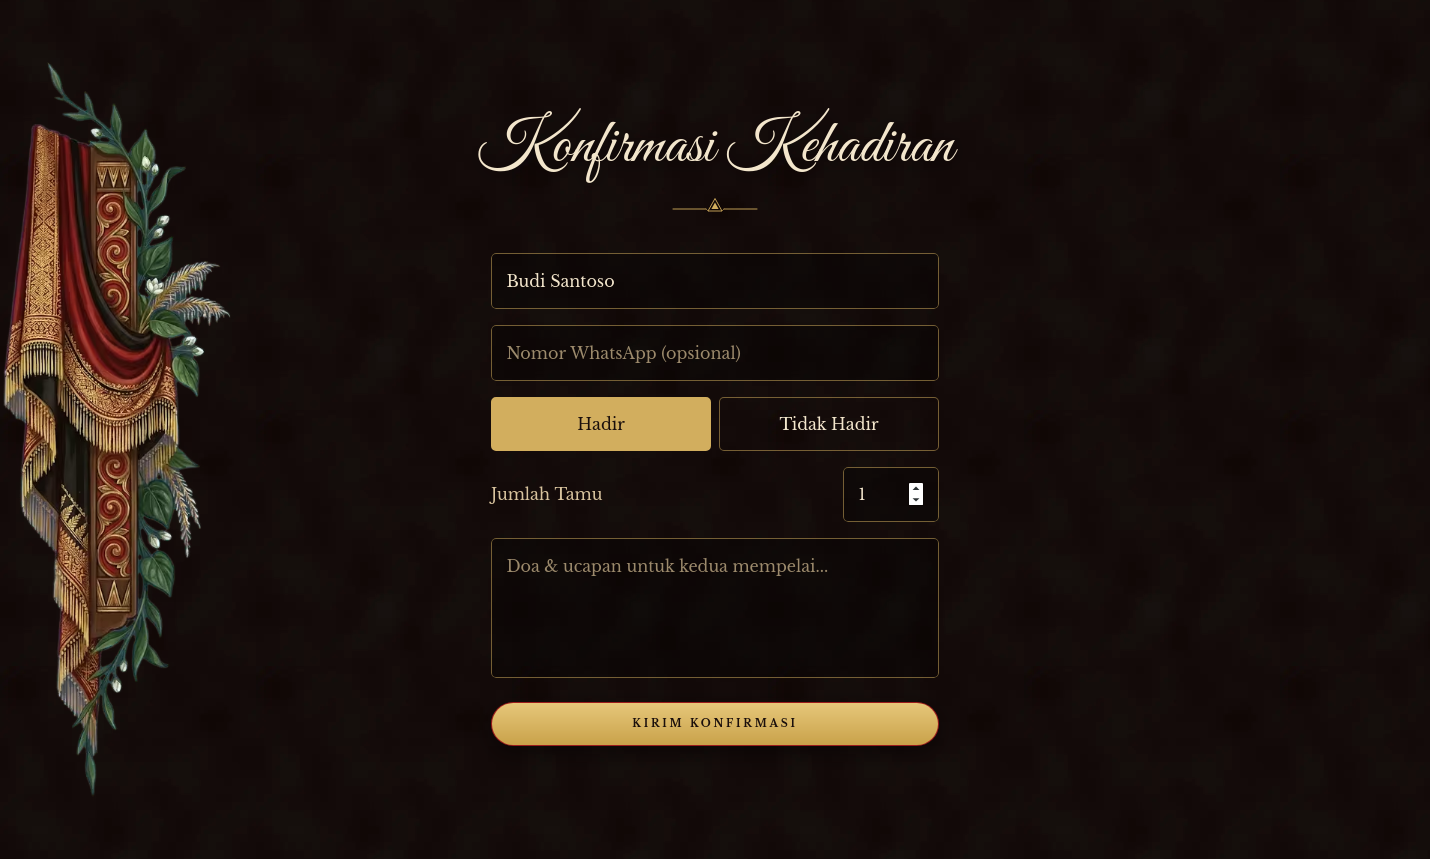 Konfirmasi Kehadiran
Budi Santoso
Nomor WhatsApp (opsional)
Hadir
Tidak Hadir
Jumlah Tamu
1
Doa & ucapan untuk kedua mempelai...
KIRIM KONFIRMASI